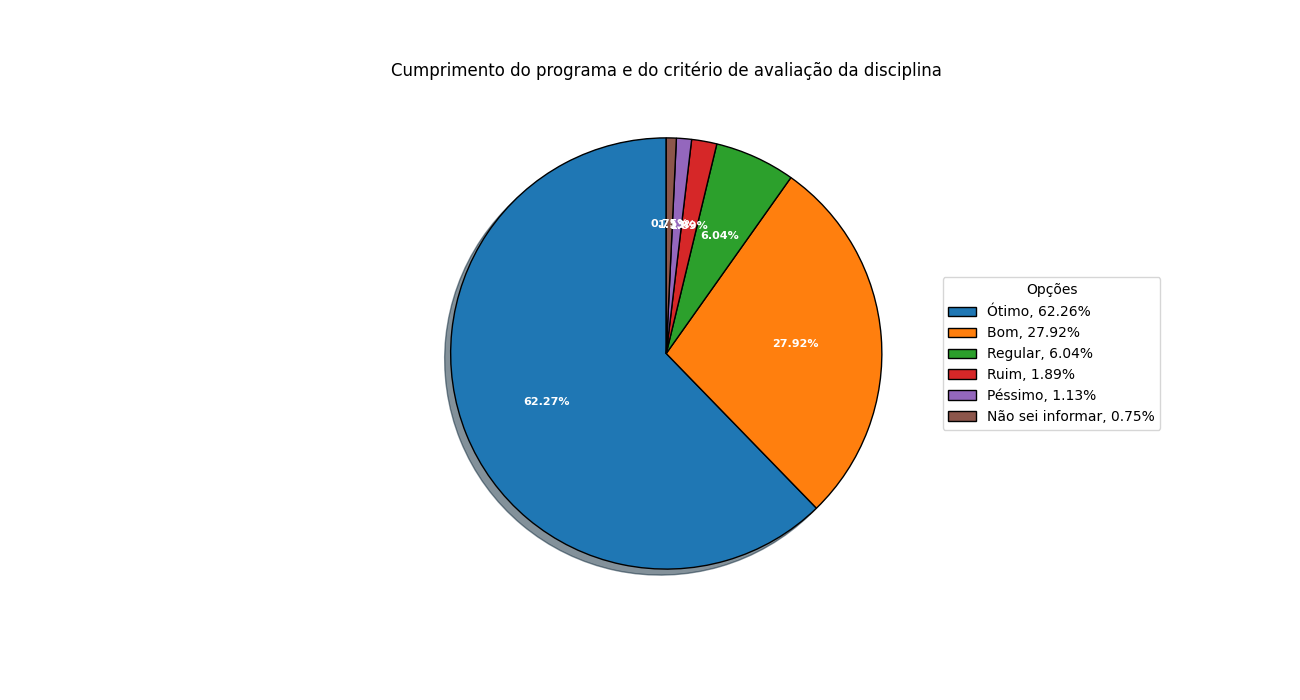 Cumprimento do programa e do critério de avaliação da disciplina
6.04%
27.92%
62.27%
Opções
Ótimo, 62.26%
Bom, 27.92%
Regular, 6.04%
Ruim, 1.89%
Péssimo, 1.13%
Não sei informar, 0.75%